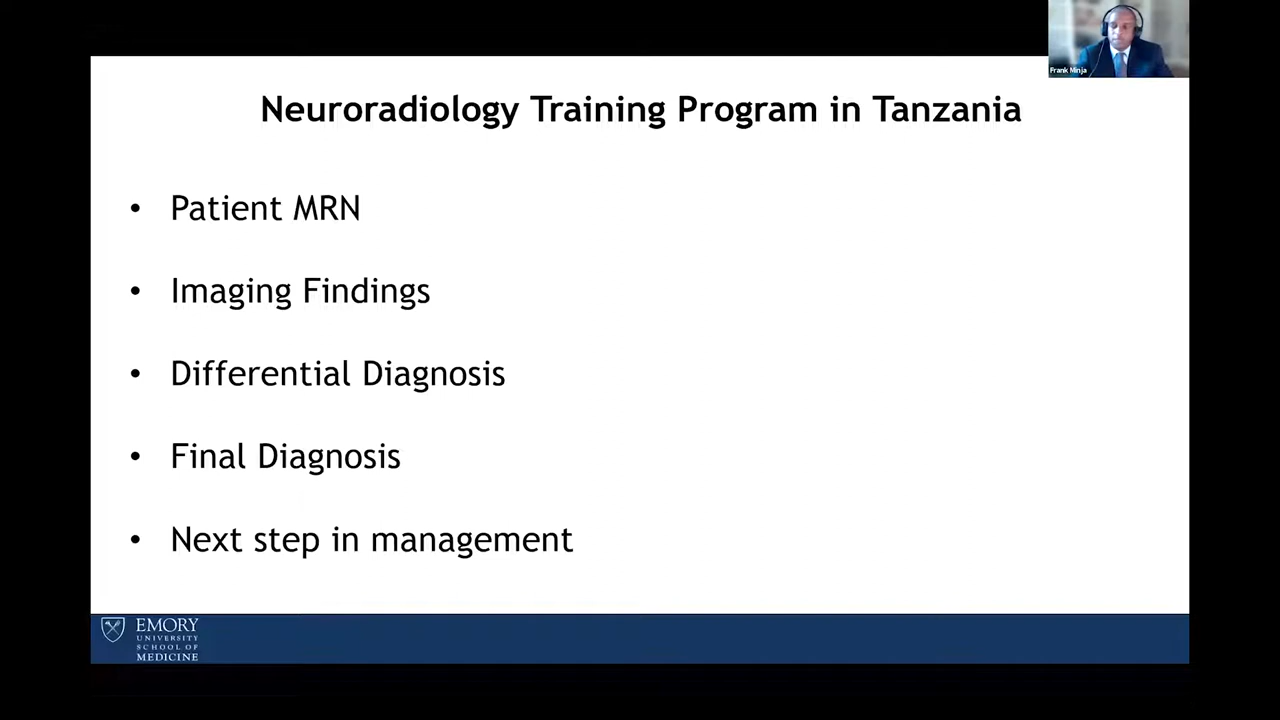 Frank Minja
Neuroradiology Training Program in Tanzania
• Patient MRN
• Imaging Findings
• Differential Diagnosis
• Final Diagnosis
• Next step in management
EMORY
UNIVERSITY
SCHOOL OF
MEDICINE